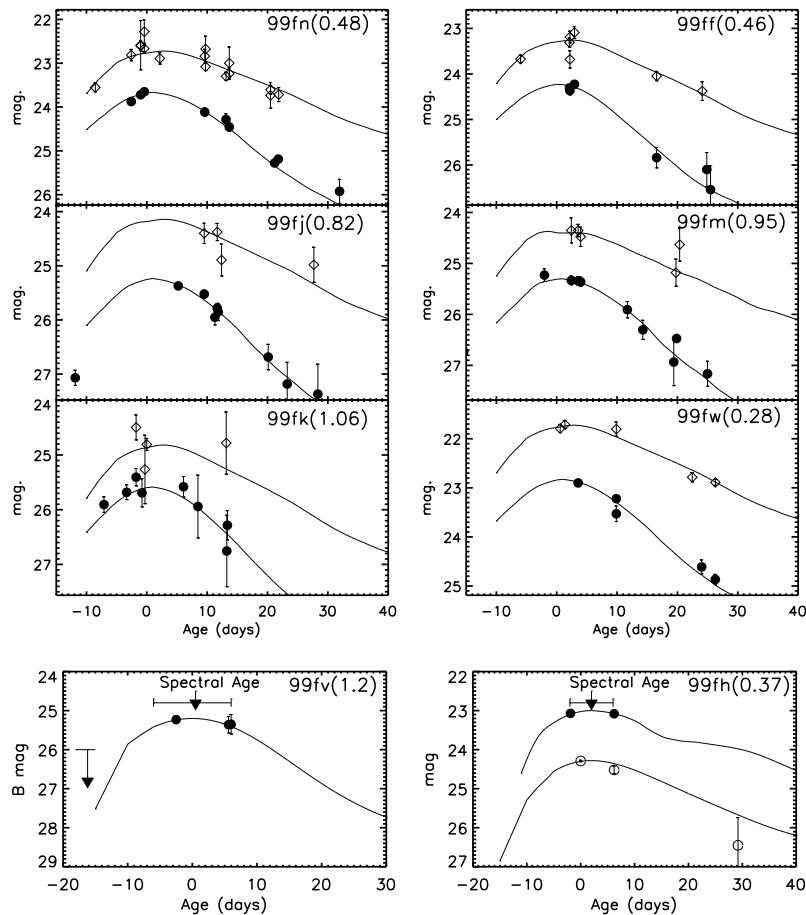 99fn(0.48)
22
23
24
25
26
mag.
99ff(0.46)
23
24
25
26
mag.
99fj(0.82)
24
25
26
27
mag.
99fm(0.95)
24
25
26
27
mag.
99fk(1.06)
24
25
26
27
mag.
-10 0 10 20 30 40
Age (days)
99fw(0.28)
22
23
24
25
mag
-10 0 10 20 30 40
Age (days)
Spectral Age
99fv(1.2)
24
25
26
27
28
29
B mag
-20 -10 0 10 20 30
Age (days)
Spectral Age
99fh(0.37)
22
23
24
25
26
27
mag
-20 -10 0 10 20 30 40
Age (days)